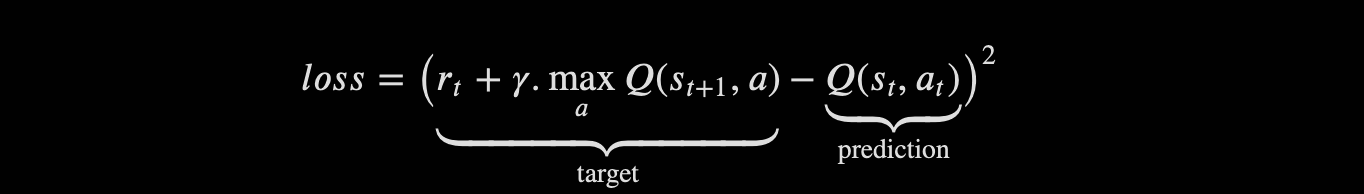 loss = (r_t + γ. max_a Q(s_{t+1}, a) − Q(s_t, a_t))^2
prediction
target